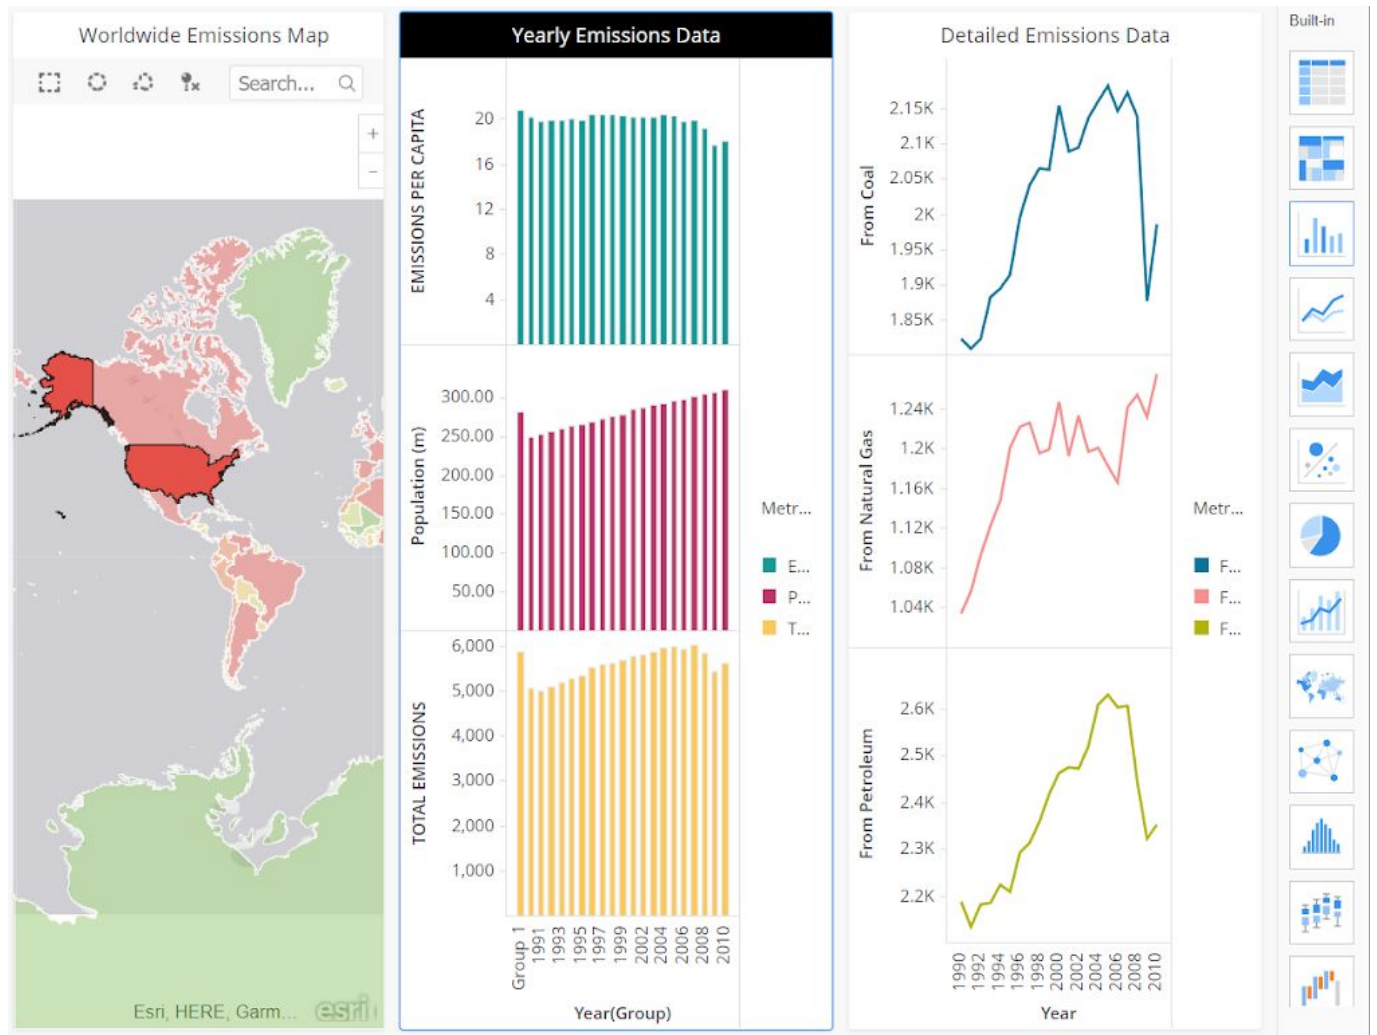 Worldwide Emissions Map
Search...
+
−
Esri, HERE, Garm...
esri
Yearly Emissions Data
EMISSIONS PER CAPITA
20
16
12
8
4
Population (m)
300.00
250.00
200.00
150.00
100.00
50.00
TOTAL EMISSIONS
6,000
5,000
4,000
3,000
2,000
1,000
Group 1
1991
1993
1995
1997
1999
2002
2004
2006
2008
2010
Year(Group)
Metr...
E...
P...
T...
Detailed Emissions Data
From Coal
2.15K
2.1K
2.05K
2K
1.95K
1.9K
1.85K
From Natural Gas
1.24K
1.2K
1.16K
1.12K
1.08K
1.04K
From Petroleum
2.6K
2.5K
2.4K
2.3K
2.2K
1990
1992
1994
1996
1998
2000
2002
2004
2006
2008
2010
Year
Metr...
F...
F...
F...
Built-in